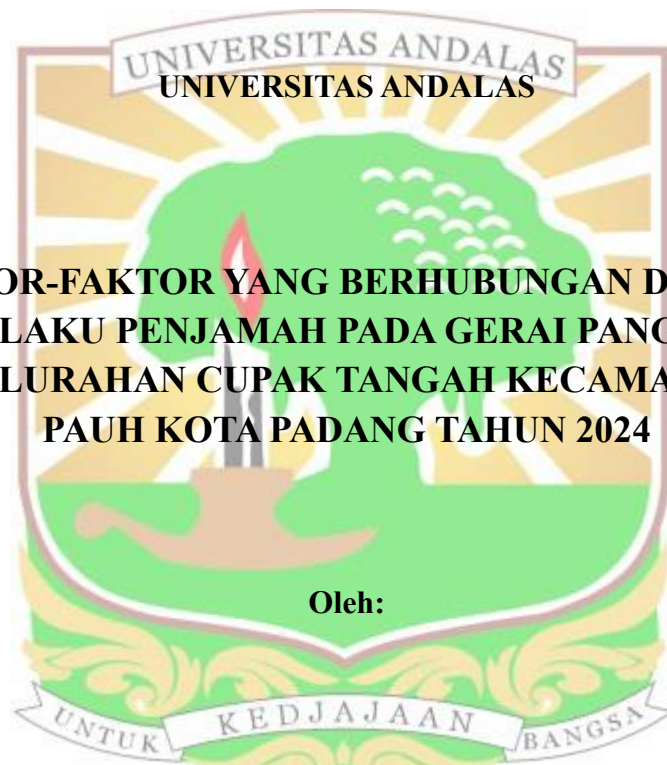 UNIVERSITAS ANDALAS
UNIVERSITAS ANDALAS
OR-FAKTOR YANG BERHUBUNGAN D
LAKU PENJAMAH PADA GERAI PANG
LURAHAN CUPAK TANGAH KECAMA
PAUH KOTA PADANG TAHUN 2024
Oleh:
UNTUK KEDJAJAAN BANGSA